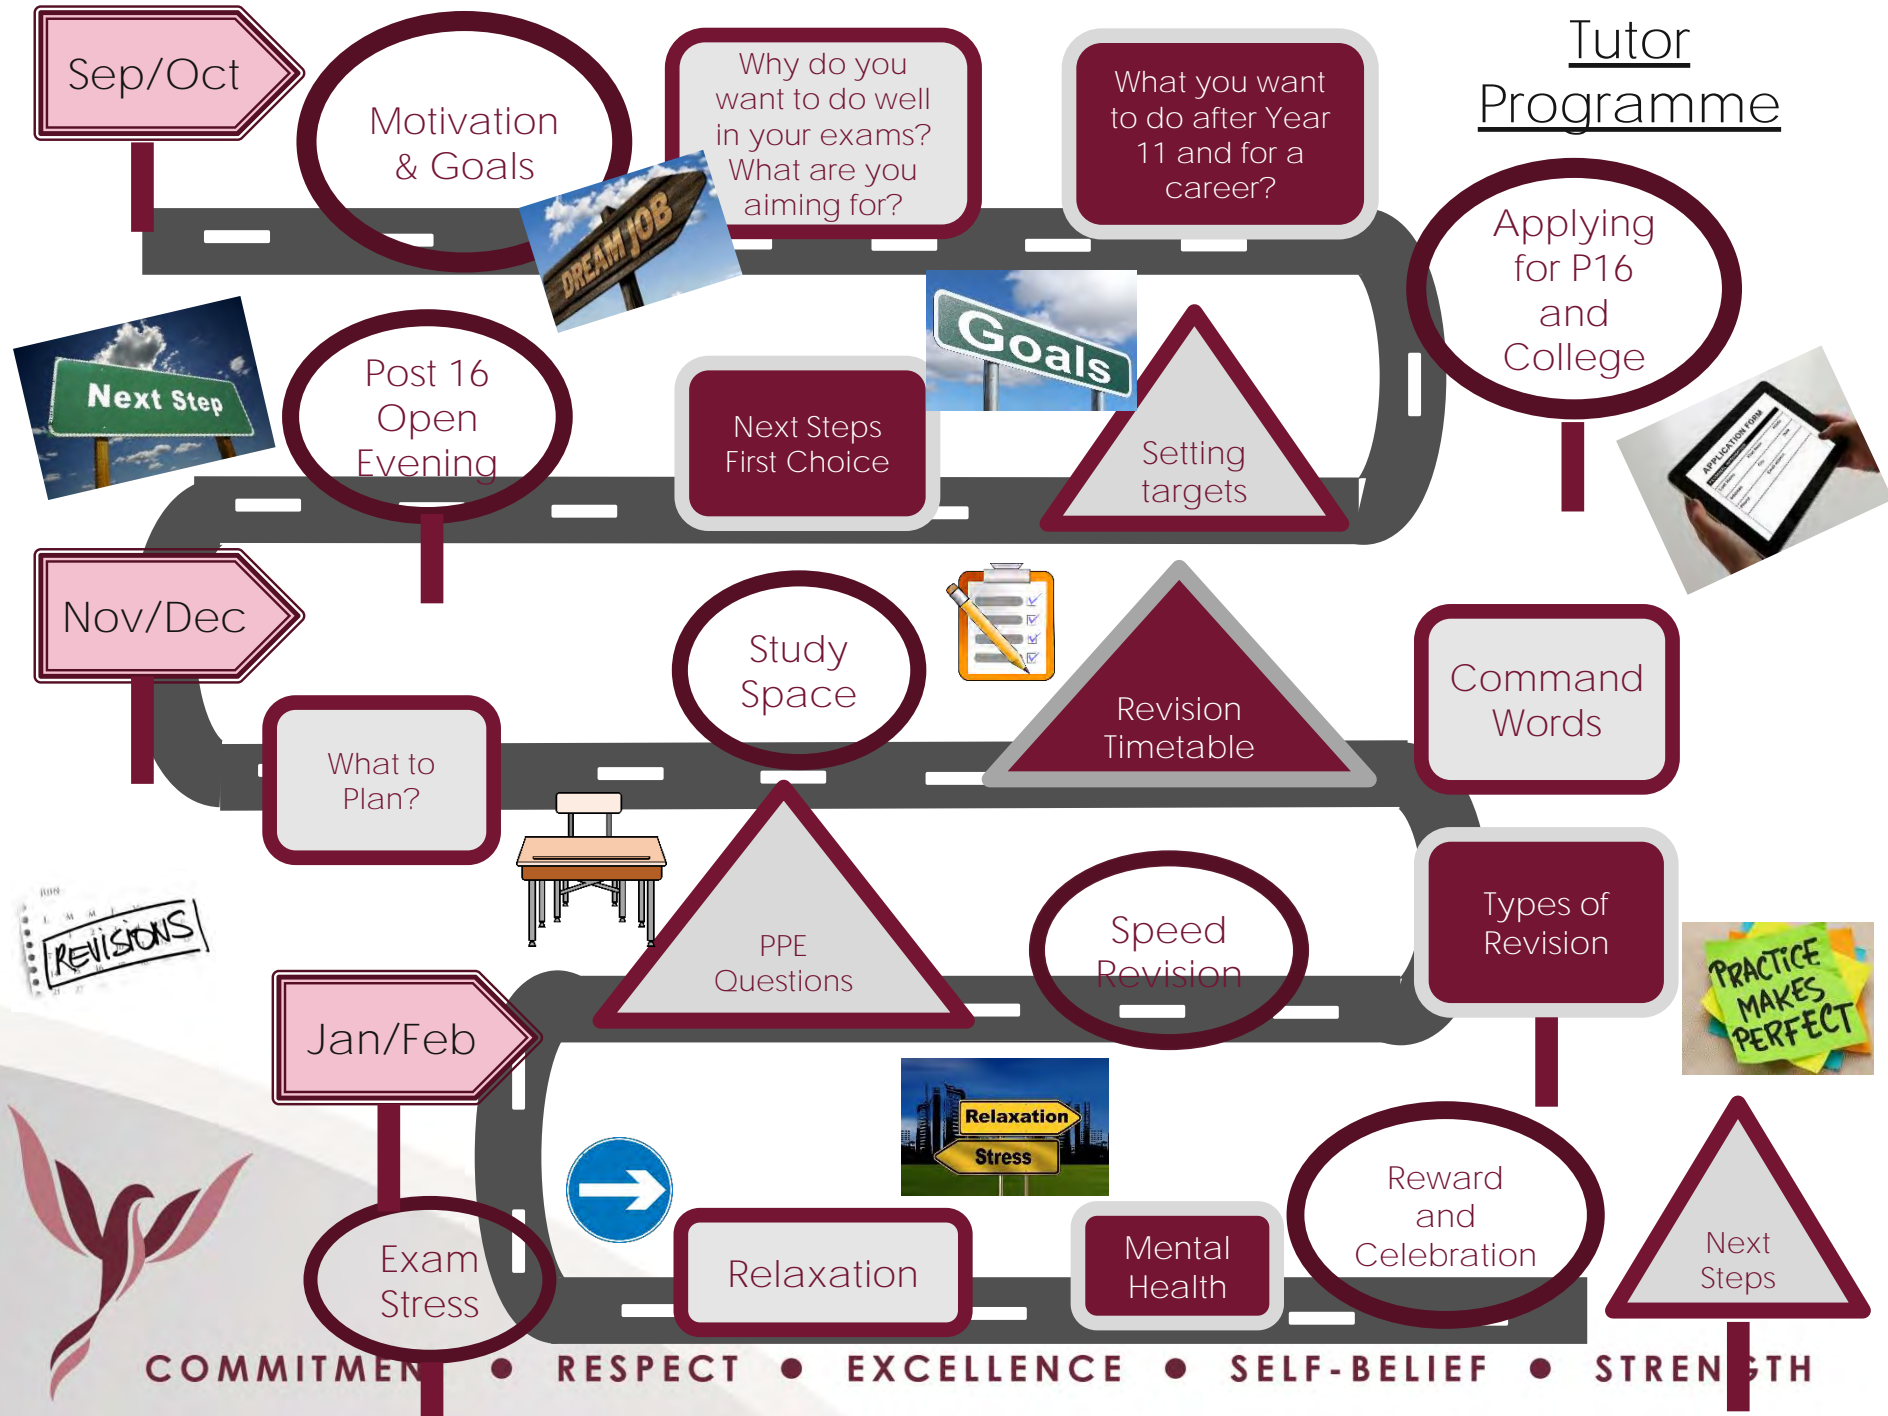 Tutor
Programme
Sep/Oct
Motivation
& Goals
Why do you
want to do well
in your exams?
What are you
aiming for?
What you want
to do after Year
11 and for a
career?
Applying
for P16
and
College
DREAM JOB
Goals
Next Step
Post 16
Open
Evening
Next Steps
First Choice
Setting
targets
APPLICATION FORM
Nov/Dec
What to
Plan?
Study
Space
Revision
Timetable
Command
Words
Types of
Revision
Speed
Revision
PPE
Questions
REVISIONS
PRACTICE
MAKES
PERFECT
Jan/Feb
Exam
Stress
Relaxation
Stress
Relaxation
Mental
Health
Reward
and
Celebration
Next
Steps
COMMITMENT ● RESPECT ● EXCELLENCE ● SELF-BELIEF ● STRENGTH